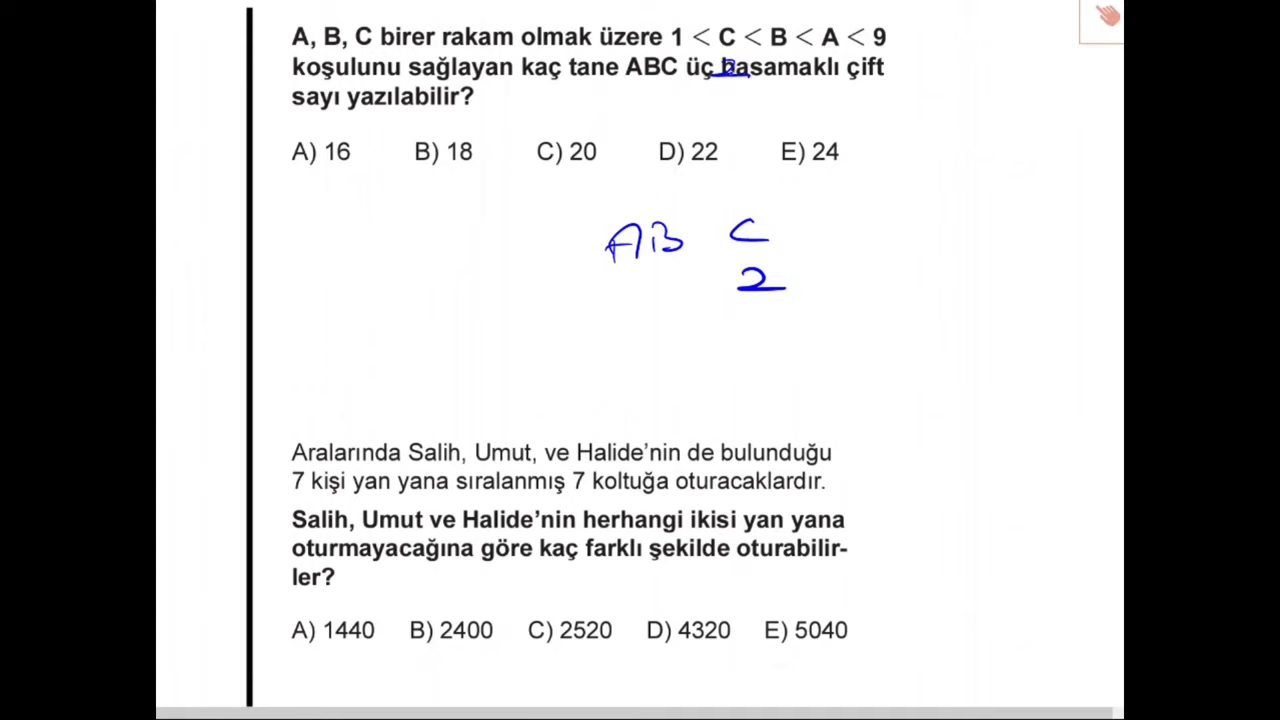 A, B, C birer rakam olmak üzere 1 < C < B < A < 9
koşulunu sağlayan kaç tane ABC üç basamaklı çift
sayı yazılabilir?
A) 16 B) 18 C) 20 D) 22 E) 24
AB C
2
Aralarında Salih, Umut, ve Halide'nin de bulunduğu
7 kişi yan yana sıralanmış 7 koltuğa oturacaklardır.
Salih, Umut ve Halide'nin herhangi ikisi yan yana
oturmayacağına göre kaç farklı şekilde oturabilir-
ler?
A) 1440 B) 2400 C) 2520 D) 4320 E) 5040